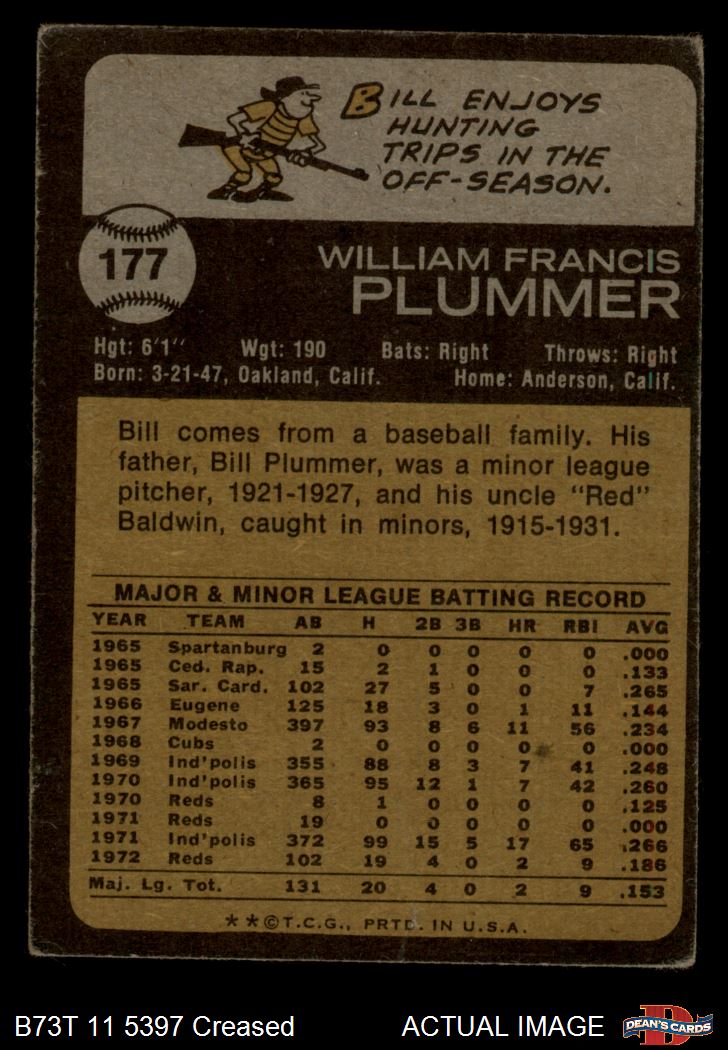 BILL ENJOYS
HUNTING
TRIPS IN THE
OFF-SEASON.
177
WILLIAM FRANCIS
PLUMMER
Hgt: 6'1" Wgt: 190 Bats: Right Throws: Right
Born: 3-21-47, Oakland, Calif. Home: Anderson, Calif.
Bill comes from a baseball family. His
father, Bill Plummer, was a minor league
pitcher, 1921-1927, and his uncle "Red"
Baldwin, caught in minors, 1915-1931.
MAJOR & MINOR LEAGUE BATTING RECORD
YEAR TEAM AB H 2B 3B HR RBI AVG
1965 Spartanburg 2 0 0 0 0 0 .000
1965 Ced. Rap. 15 2 1 0 0 0 .133
1965 Sar. Card. 102 27 5 0 0 7 .265
1966 Eugene 125 18 3 0 1 11 .144
1967 Modesto 397 93 8 6 11 56 .234
1968 Cubs 2 0 0 0 0 0 .000
1969 Ind'polis 355 88 8 3 7 41 .248
1970 Ind'polis 365 95 12 1 7 42 .260
1970 Reds 8 1 0 0 0 0 .125
1971 Reds 19 0 0 0 0 0 .000
1971 Ind'polis 372 99 15 5 17 65 .266
1972 Reds 102 19 4 0 2 9 .186
Maj. Lg. Tot. 131 20 4 0 2 9 .153
**©T.C.G., PRTD. IN U.S.A.
B73T 11 5397 Creased ACTUAL IMAGE
D
DEAN'S CARDS